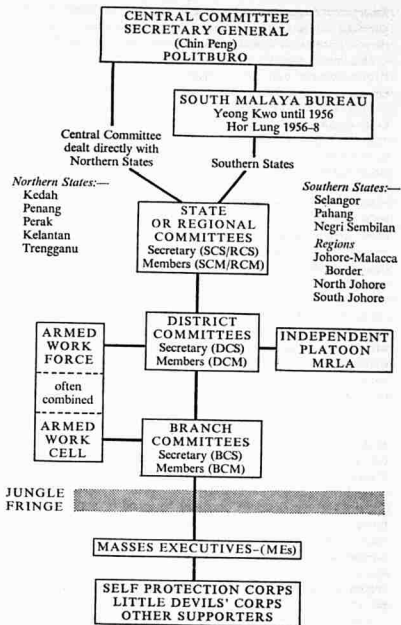 CENTRAL COMMITTEE
SECRETARY GENERAL
(Chin Peng)
POLITBURO
SOUTH MALAYA BUREAU
Yeong Kwo until 1956
Hor Lung 1956–8
Central Committee
dealt directly with
Northern States
Southern States
Northern States:—
Kedah
Penang
Perak
Kelantan
Trengganu
STATE
OR REGIONAL
COMMITTEES
Secretary (SCS/RCS)
Members (SCM/RCM)
Southern States:—
Selangor
Pahang
Negri Sembilan
Regions
Johore-Malacca
Border
North Johore
South Johore
ARMED
WORK
FORCE
often
combined
ARMED
WORK
CELL
DISTRICT
COMMITTEES
Secretary (DCS)
Members (DCM)
INDEPENDENT
PLATOON
MRLA
BRANCH
COMMITTEES
Secretary (BCS)
Members (BCM)
JUNGLE
FRINGE
MASSES EXECUTIVES–(MEs)
SELF PROTECTION CORPS
LITTLE DEVILS' CORPS
OTHER SUPPORTERS